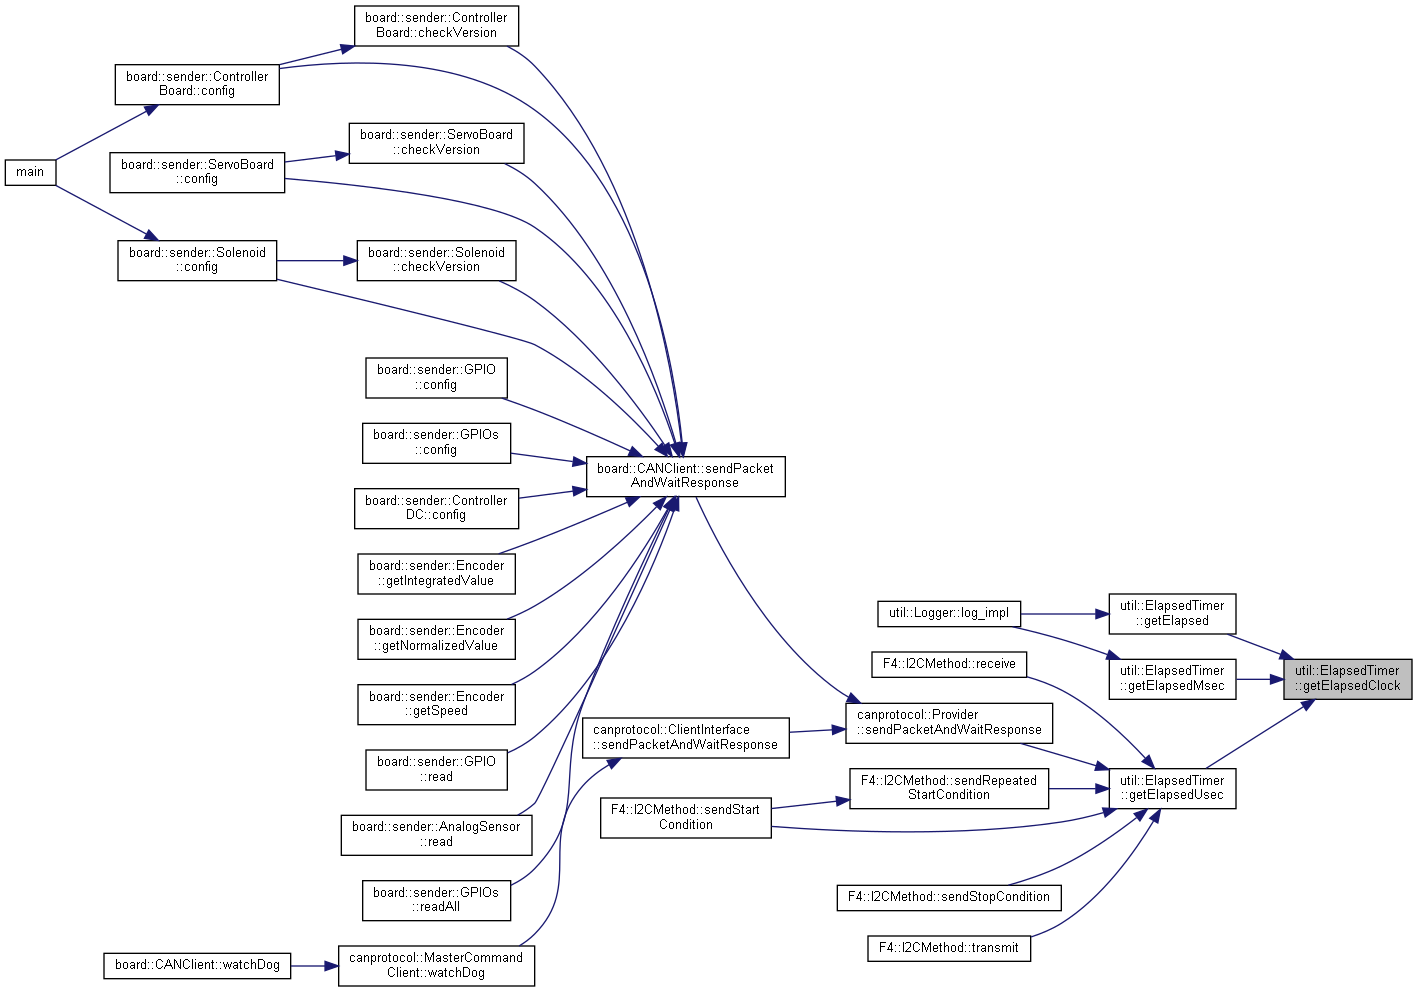 board::sender::Controller
Board::checkVersion
board::sender::Controller
Board::config
board::sender::ServoBoard
::checkVersion
main
board::sender::ServoBoard
::config
board::sender::Solenoid
::config
board::sender::Solenoid
::checkVersion
board::sender::GPIO
::config
board::sender::GPIOs
::config
board::CANClient::sendPacket
AndWaitResponse
board::sender::Controller
DC::config
board::sender::Encoder
::getIntegratedValue
board::sender::Encoder
::getNormalizedValue
board::sender::Encoder
::getSpeed
board::sender::GPIO
::read
board::sender::AnalogSensor
::read
board::sender::GPIOs
::readAll
board::CANClient::watchDog
canprotocol::MasterCommand
Client::watchDog
canprotocol::ClientInterface
::sendPacketAndWaitResponse
F4::I2CMethod::sendStart
Condition
util::Logger::log_impl
F4::I2CMethod::receive
canprotocol::Provider
::sendPacketAndWaitResponse
F4::I2CMethod::sendRepeated
StartCondition
F4::I2CMethod::sendStopCondition
F4::I2CMethod::transmit
util::ElapsedTimer
::getElapsed
util::ElapsedTimer
::getElapsedMsec
util::ElapsedTimer
::getElapsedUsec
util::ElapsedTimer
::getElapsedClock